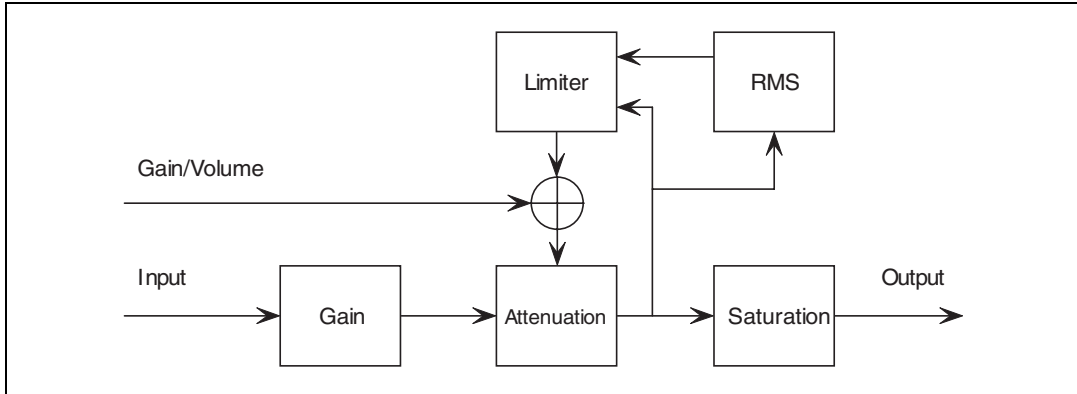 Limiter
RMS
Gain/Volume
Input
Output
Gain
Attenuation
Saturation